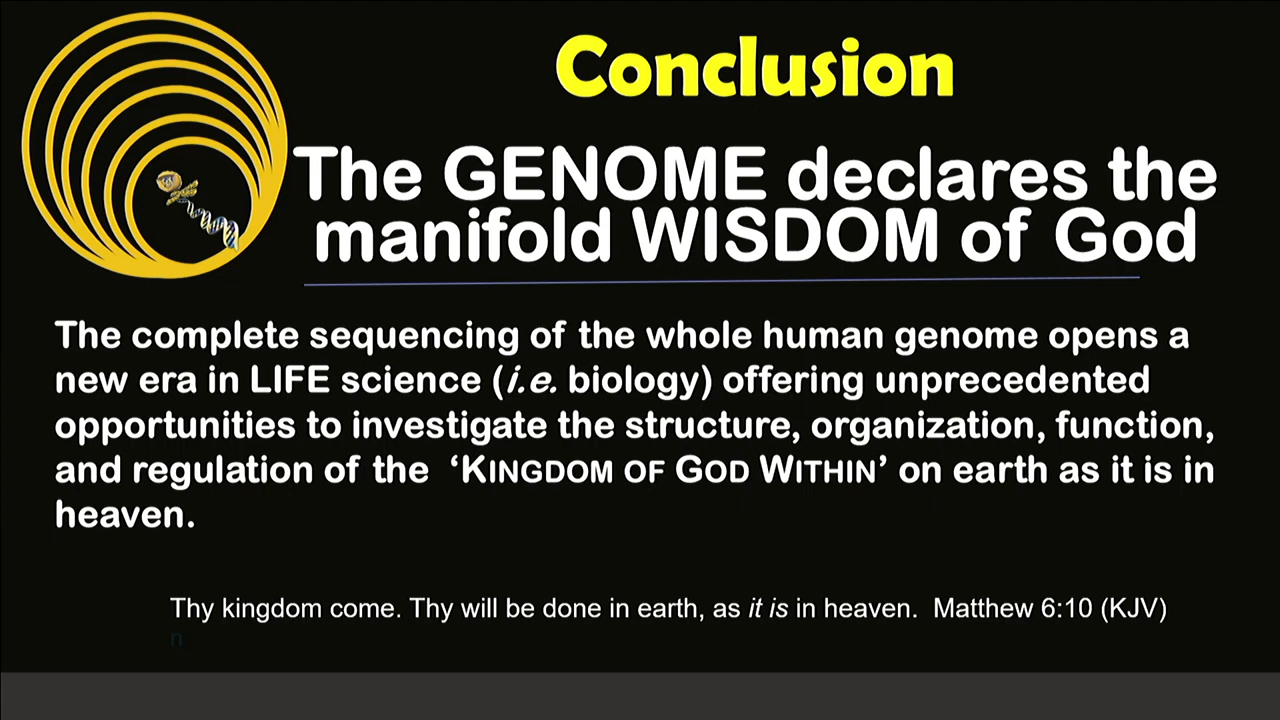 Conclusion
The GENOME declares the
manifold WISDOM of God
The complete sequencing of the whole human genome opens a
new era in LIFE science (i.e. biology) offering unprecedented
opportunities to investigate the structure, organization, function,
and regulation of the ‘KINGDOM OF GOD WITHIN’ on earth as it is in
heaven.
Thy kingdom come. Thy will be done in earth, as it is in heaven. Matthew 6:10 (KJV)
n